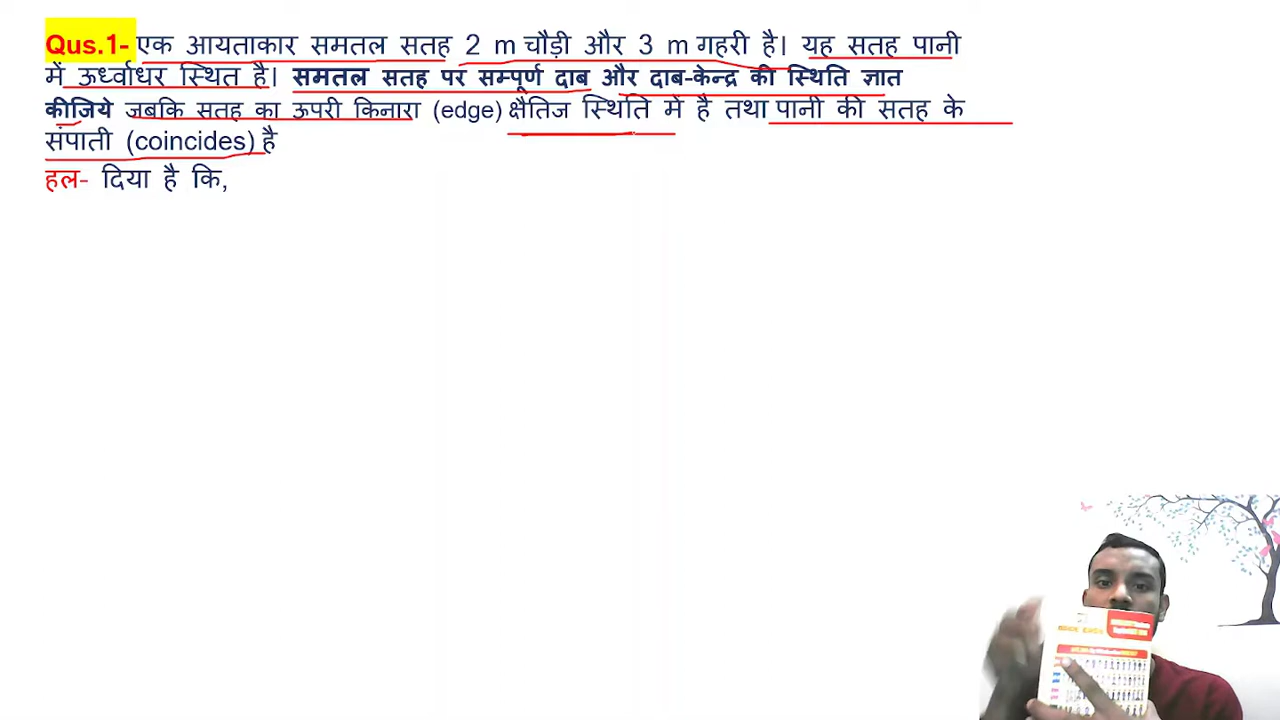 Qus.1- एक आयताकार समतल सतह 2 m चौड़ी और 3 m गहरी है। यह सतह पानी
में ऊर्ध्वाधर स्थित है। समतल सतह पर सम्पूर्ण दाब और दाब-केन्द्र की स्थिति ज्ञात
कीजिये जबकि सतह का ऊपरी किनारा (edge) क्षैतिज स्थिति में है तथा पानी की सतह के
संपाती (coincides) है
हल- दिया है कि,